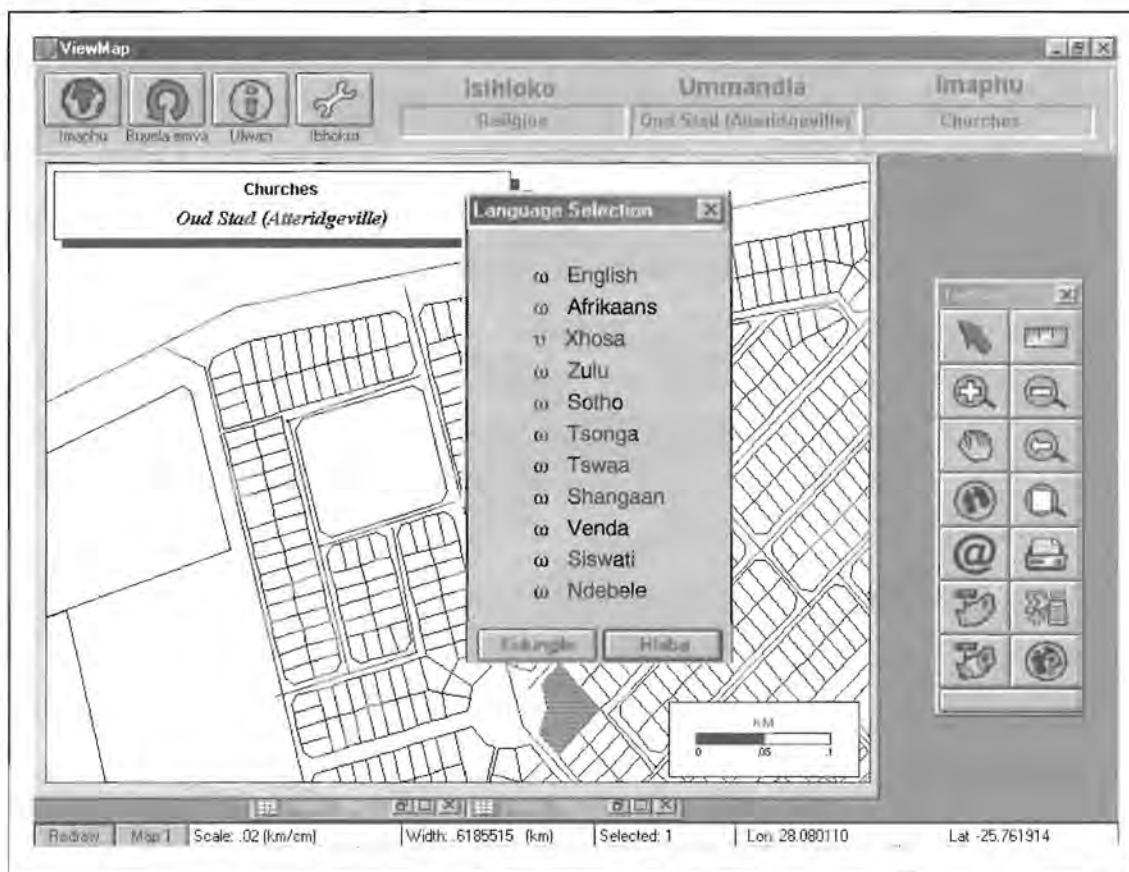 ViewMap
Isihloko Ummandla Imaphu
Imaphu Buyela emva Ulwazi
Religion Oud Stad (Atteridgeville) Churches
Churches
Oud Stad (Atteridgeville)
Language Selection
ω English
ω Afrikaans
υ Xhosa
ω Zulu
ω Sotho
ω Tsonga
ω Tswaa
ω Shangaan
ω Venda
ω Siswati
ω Ndebele
KM
0 .05 .1
Redraw Map 1 Scale: .02 (km/cm) Width: .6185515 (km) Selected: 1 Lon: 28.080110 Lat -25.761914